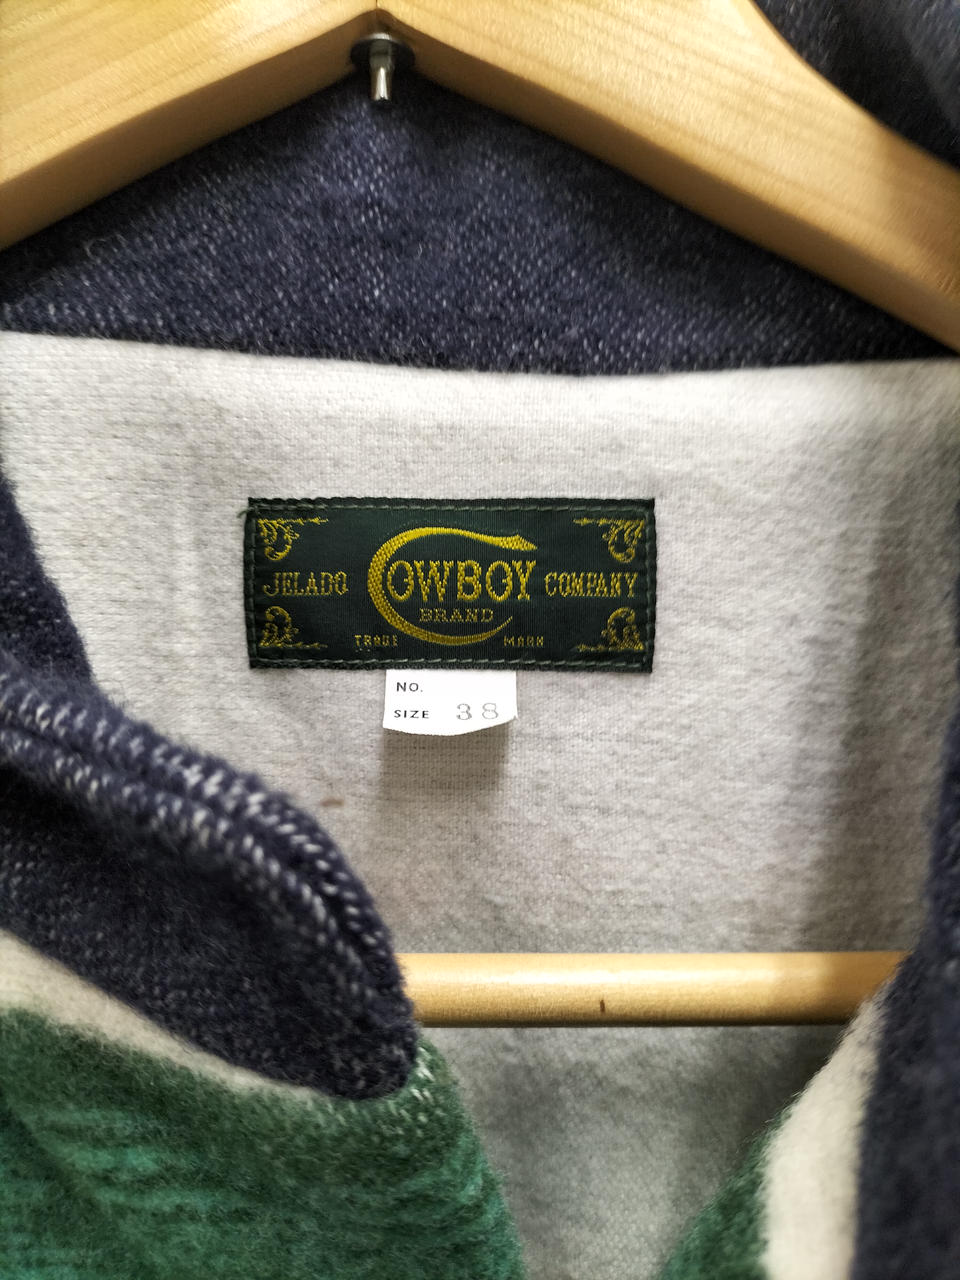 JELADO COWBOY COMPANY
BRAND
TRADE MARK
NO.
SIZE 38